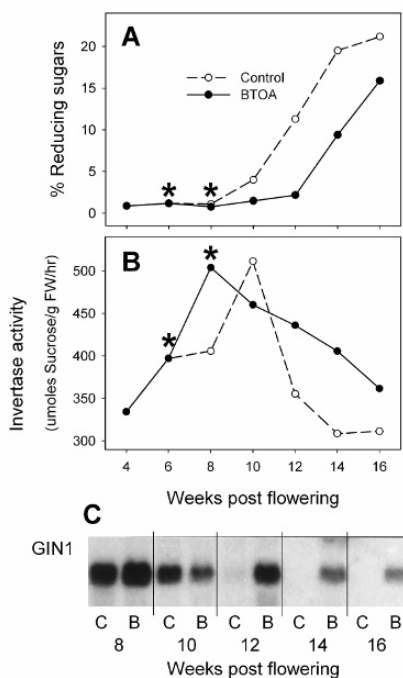 A
% Reducing sugars
20
15
10
5
0
Control
BTOA
*
*
B
Invertase activity
(umoles Sucrose/g FW/hr)
500
450
400
350
300
*
*
4 6 8 10 12 14 16
Weeks post flowering
C
GIN1
C B C B C B C B C B
8 10 12 14 16
Weeks post flowering